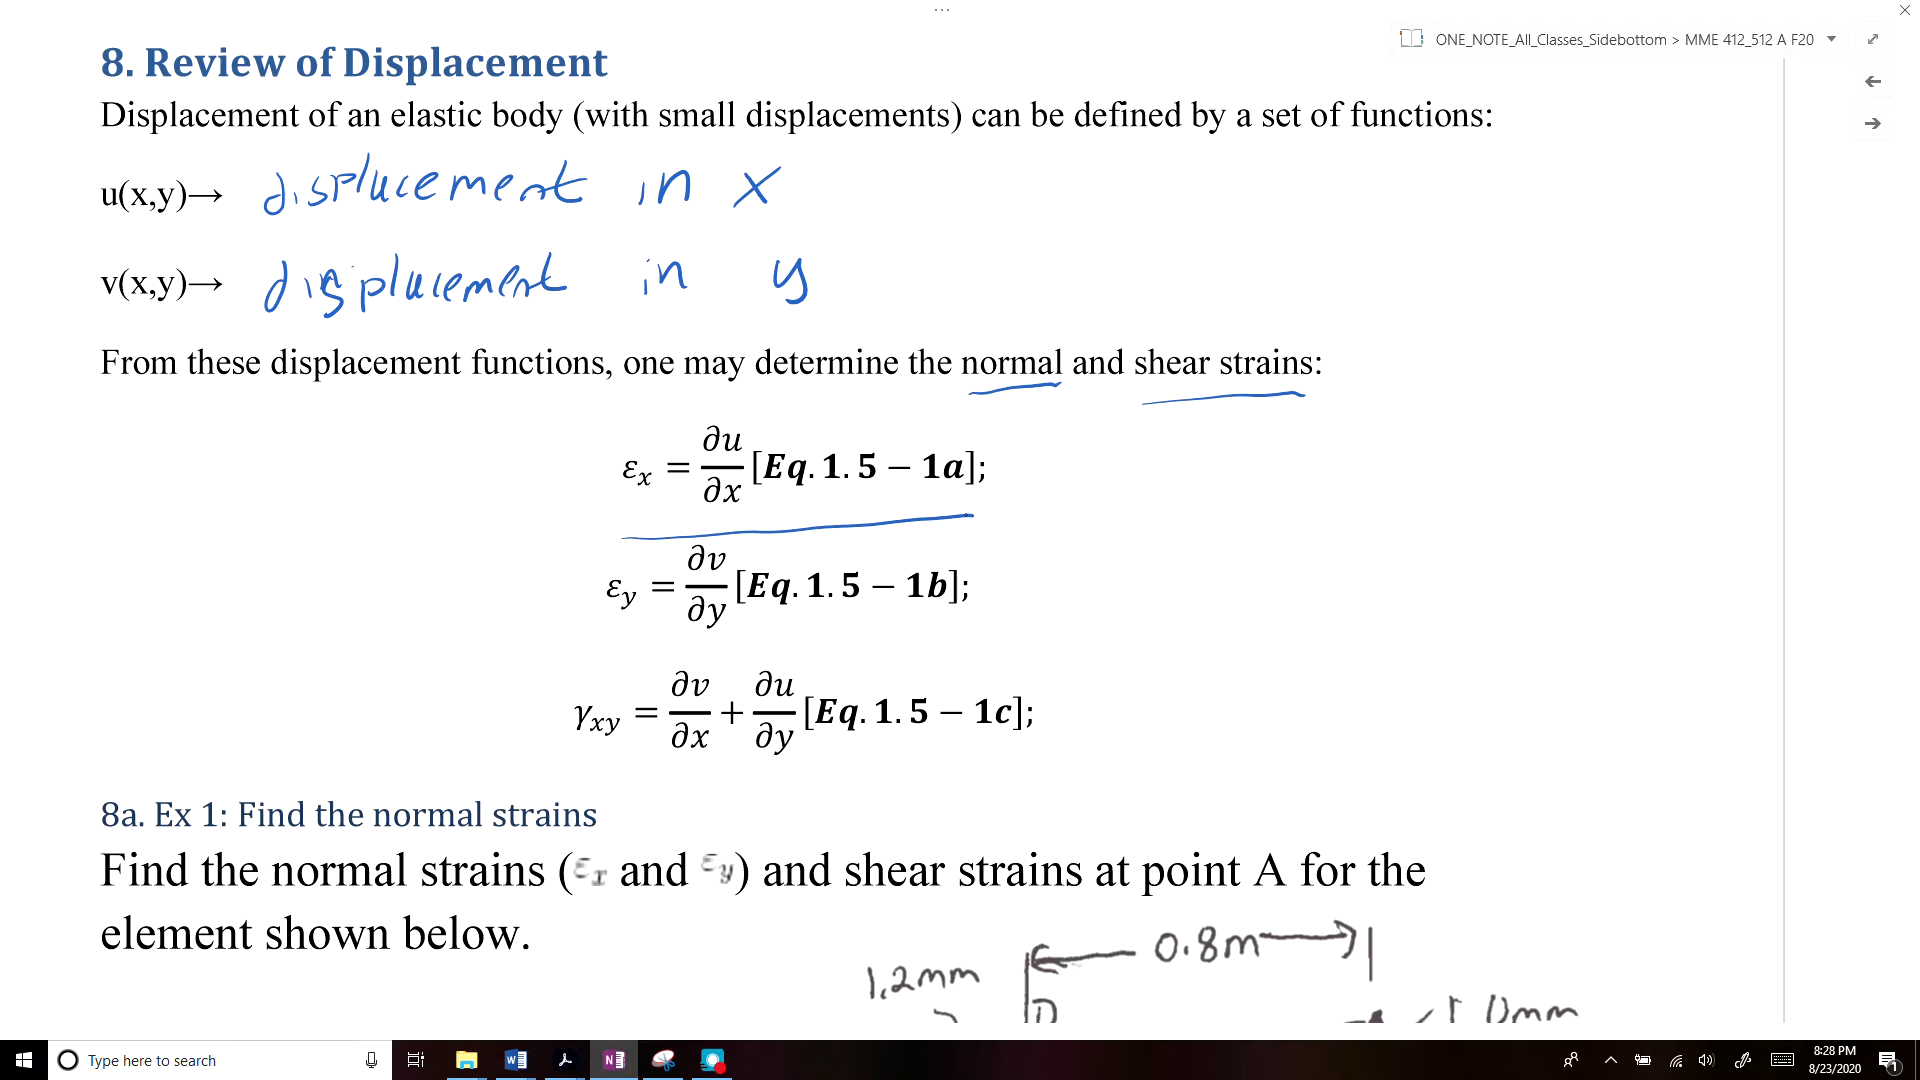 ONE_NOTE_All_Classes_Sidebottom > MME 412_512 A F20
8. Review of Displacement
Displacement of an elastic body (with small displacements) can be defined by a set of functions:
u(x,y)→ displacement in x
v(x,y)→ displacement in y
From these displacement functions, one may determine the normal and shear strains:
εx = ∂u/∂x [Eq. 1.5 − 1a];
εy = ∂v/∂y [Eq. 1.5 − 1b];
γxy = ∂v/∂x + ∂u/∂y [Eq. 1.5 − 1c];
8a. Ex 1: Find the normal strains
Find the normal strains (εx and εy) and shear strains at point A for the
element shown below.
0.8m
1.2mm
D
mm
Type here to search
8:28 PM
8/23/2020
1